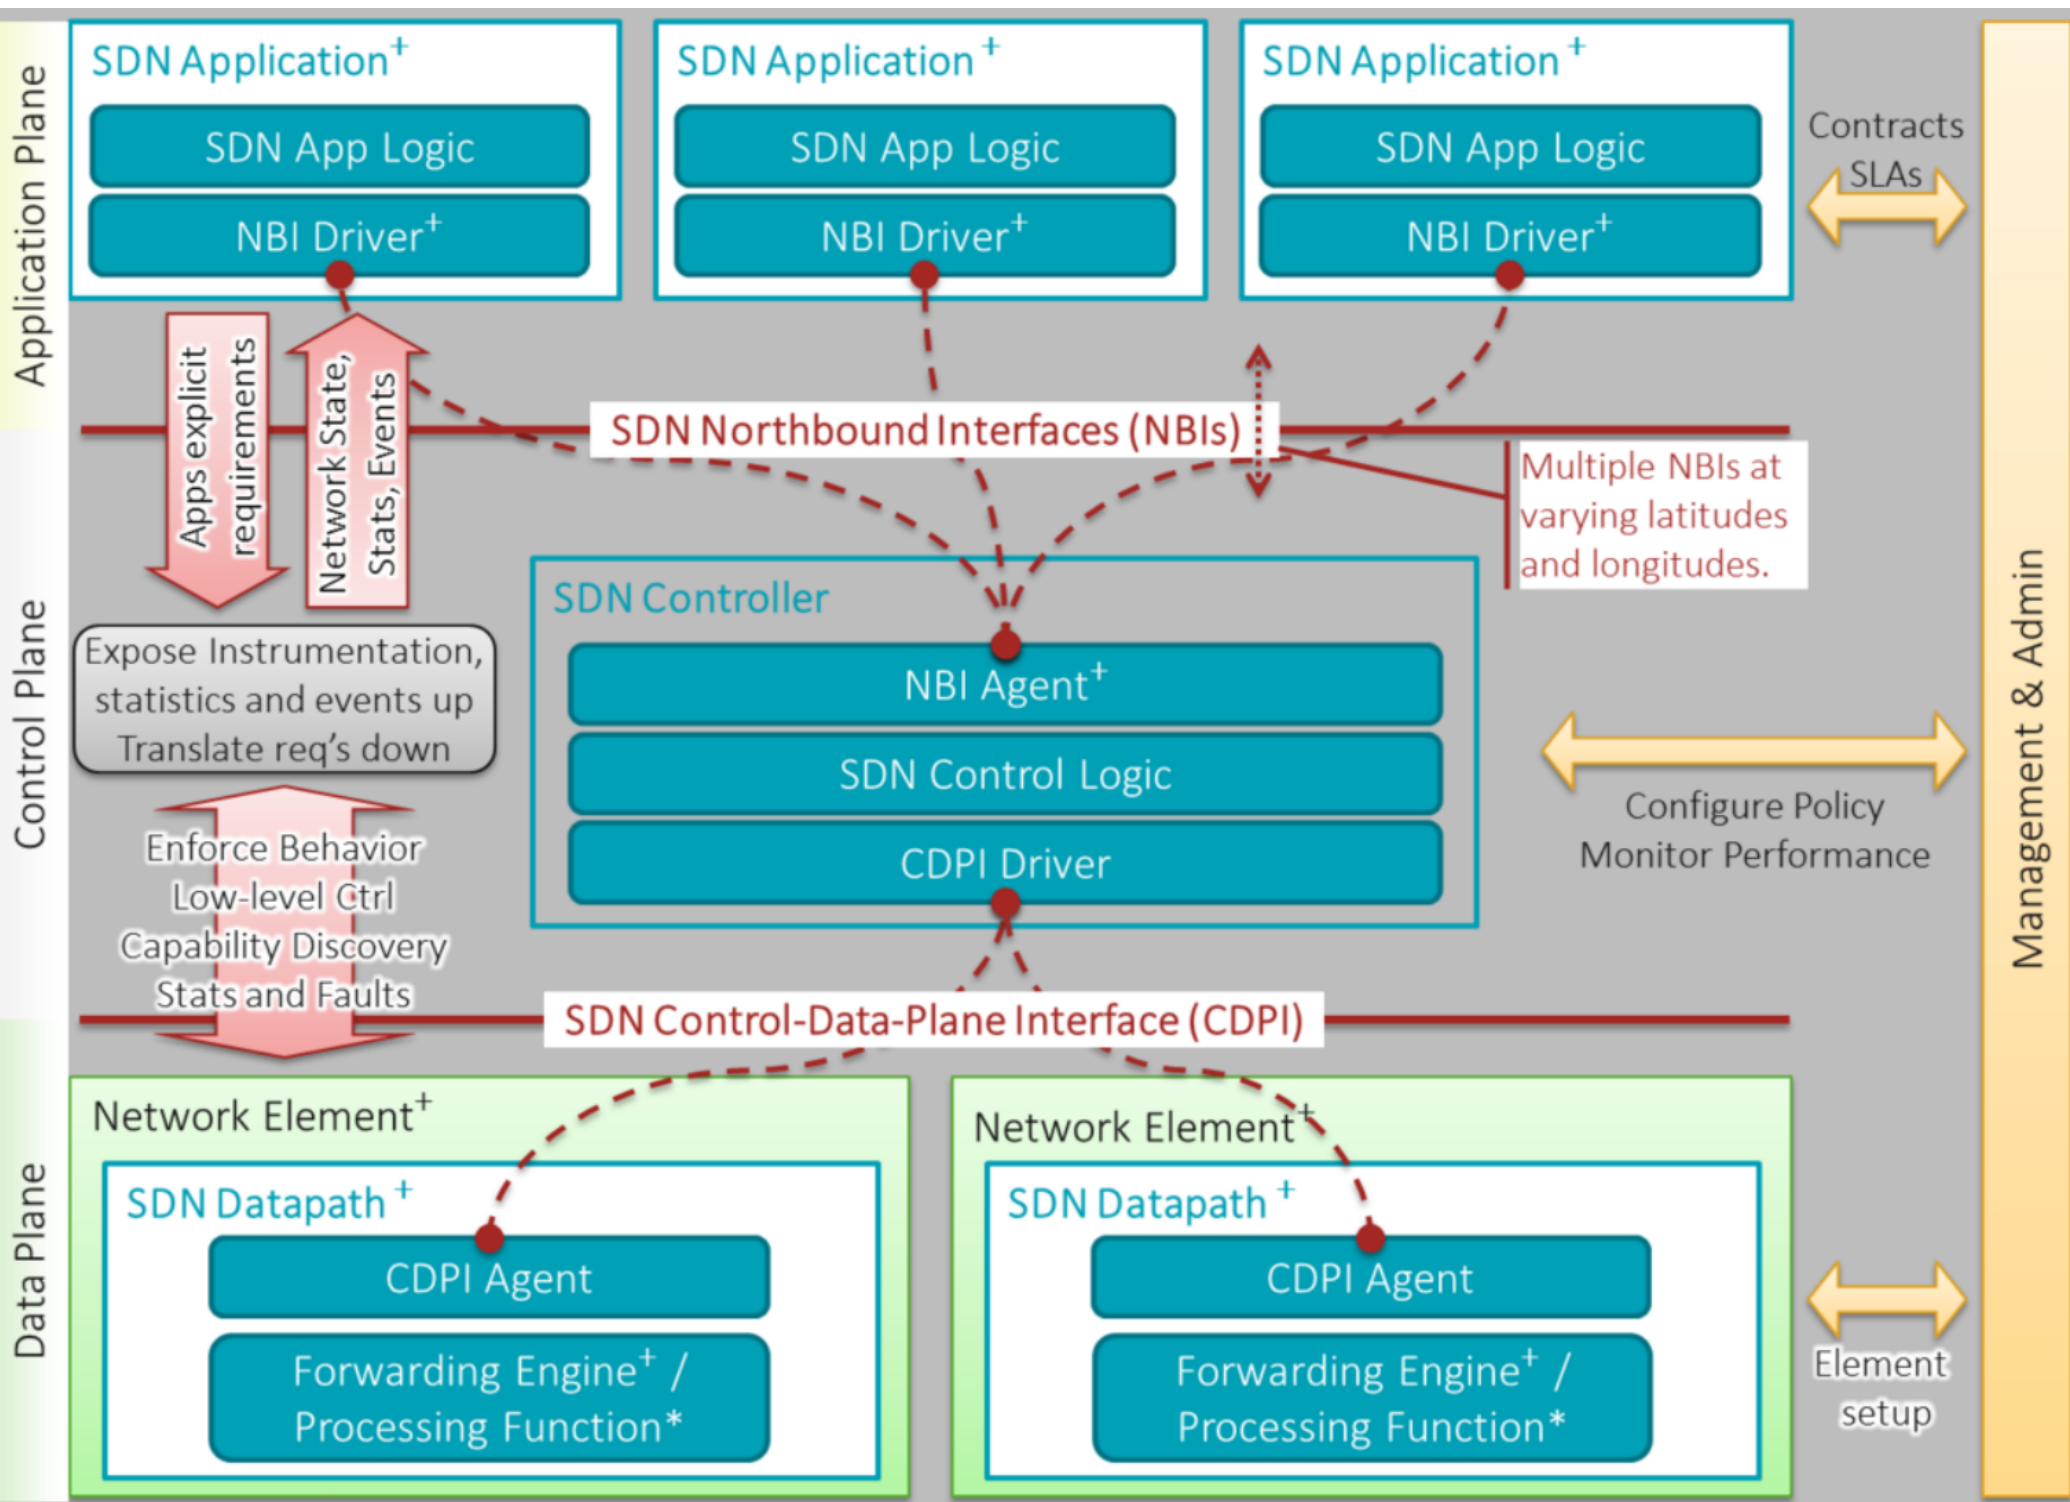 Application Plane
SDN Application+
SDN App Logic
NBI Driver+
SDN Application +
SDN App Logic
NBI Driver+
SDN Application +
SDN App Logic
NBI Driver+
Contracts
SLAs
Apps explicit
requirements
Network State,
Stats, Events
SDN Northbound Interfaces (NBIs)
Multiple NBIs at
varying latitudes
and longitudes.
Control Plane
Expose Instrumentation,
statistics and events up
Translate req's down
SDN Controller
NBI Agent+
SDN Control Logic
CDPI Driver
Configure Policy
Monitor Performance
Management & Admin
Enforce Behavior
Low-level Ctrl
Capability Discovery
Stats and Faults
SDN Control-Data-Plane Interface (CDPI)
Data Plane
Network Element+
SDN Datapath +
CDPI Agent
Forwarding Engine+ /
Processing Function*
Network Element+
SDN Datapath +
CDPI Agent
Forwarding Engine+ /
Processing Function*
Element
setup